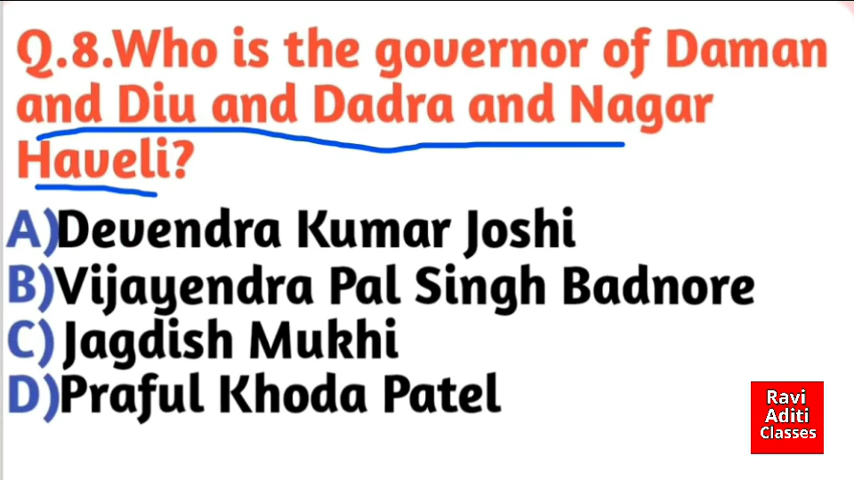 Q.8.Who is the governor of Daman
and Diu and Dadra and Nagar
Haveli?
A)Devendra Kumar Joshi
B)Vijayendra Pal Singh Badnore
C)Jagdish Mukhi
D)Praful Khoda Patel
Ravi
Aditi
Classes